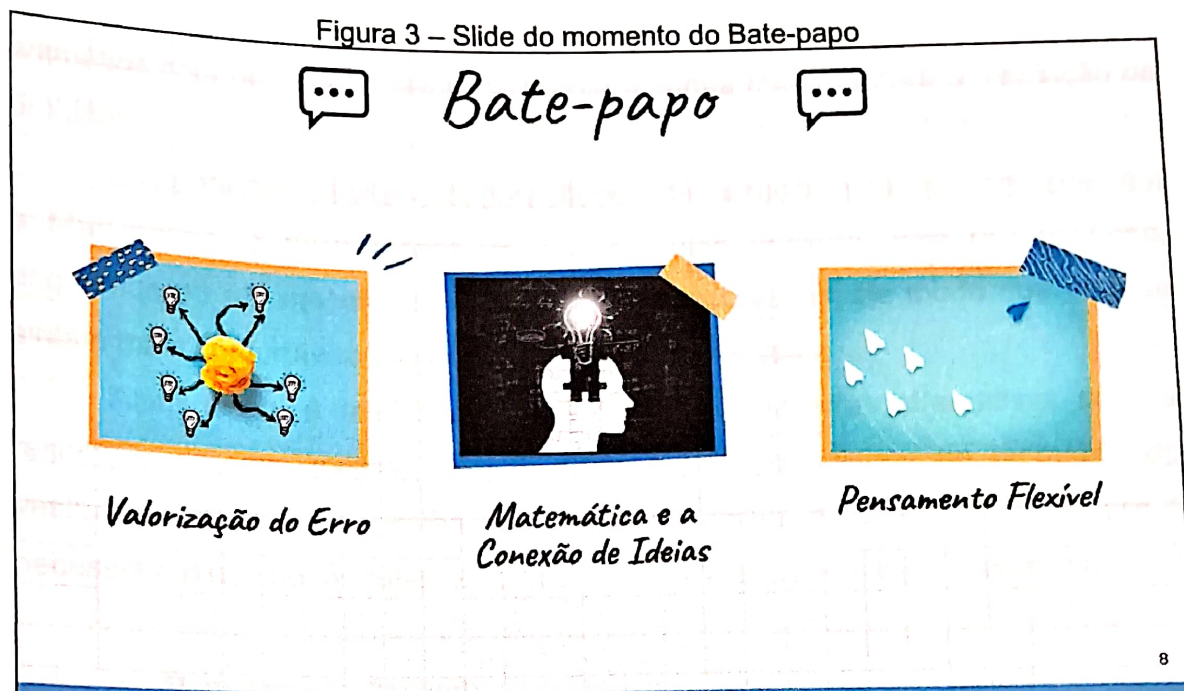 Figura 3 – Slide do momento do Bate-papo
Bate-papo
Valorização do Erro
Matemática e a
Conexão de Ideias
Pensamento Flexível
8